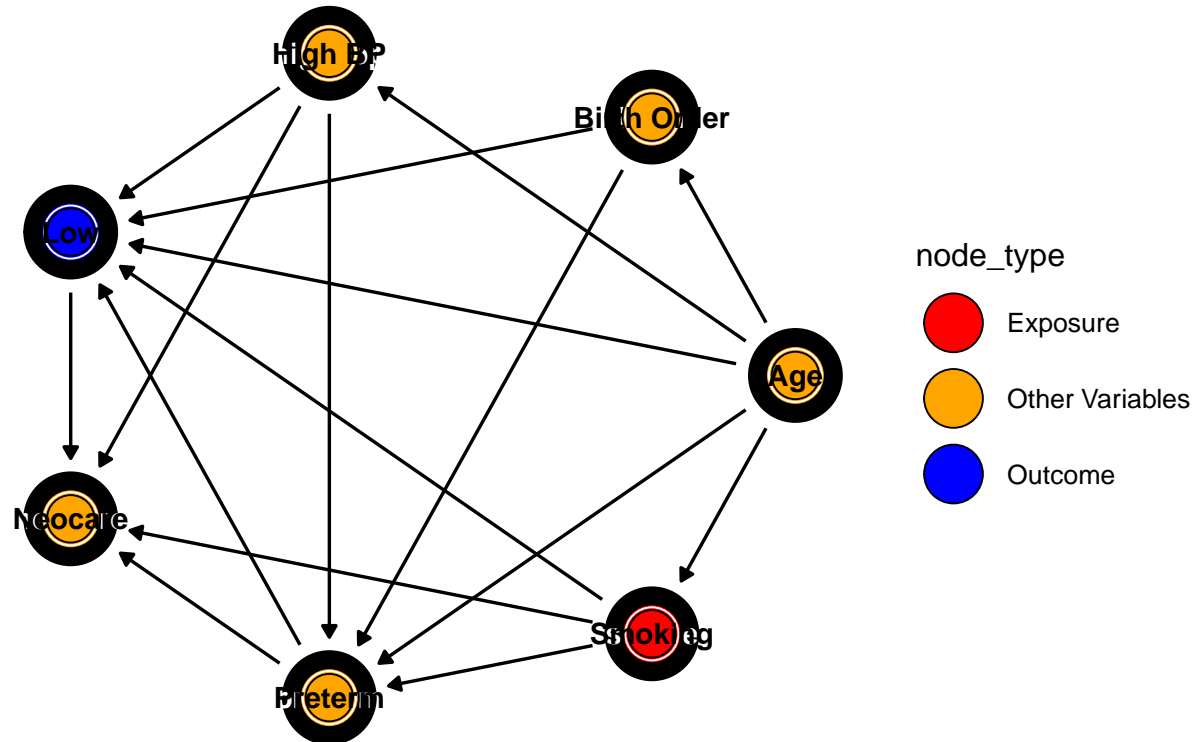 High BP
Birth Order
Low
Age
Neocare
Smoking
Preterm
node_type
Exposure
Other Variables
Outcome